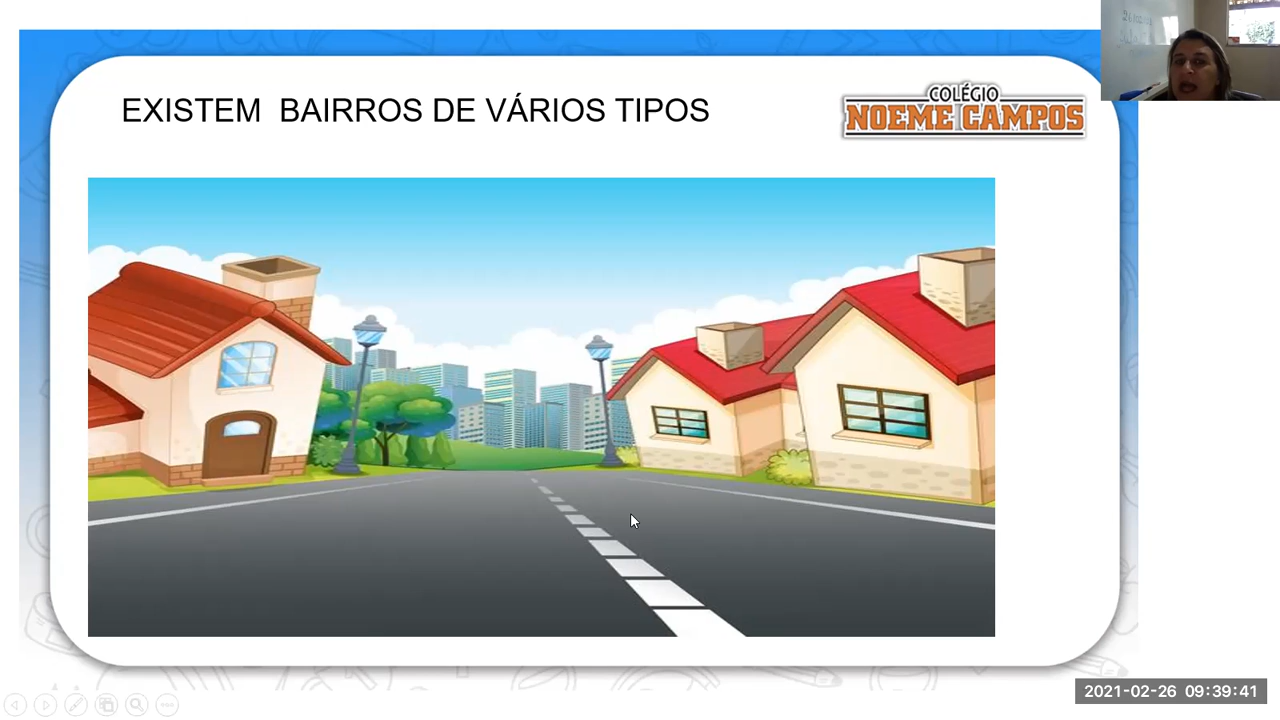 EXISTEM BAIRROS DE VÁRIOS TIPOS
COLÉGIO
NOEME CAMPOS
2021-02-26 09:39:41